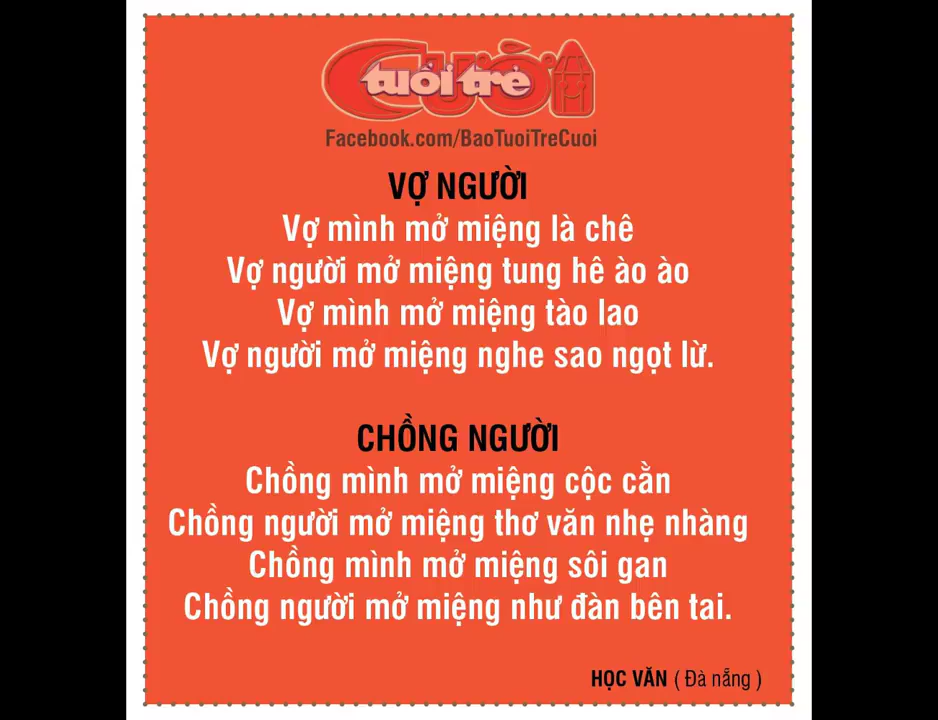 tuổi trẻ
CƯỜI
Facebook.com/BaoTuoiTreCuoi
VỢ NGƯỜI
Vợ mình mở miệng là chê
Vợ người mở miệng tung hê ào ào
Vợ mình mở miệng tào lao
Vợ người mở miệng nghe sao ngọt lừ.
CHỒNG NGƯỜI
Chồng mình mở miệng cộc cằn
Chồng người mở miệng thơ văn nhẹ nhàng
Chồng mình mở miệng sôi gan
Chồng người mở miệng như đàn bên tai.
HỌC VĂN ( Đà nẵng )